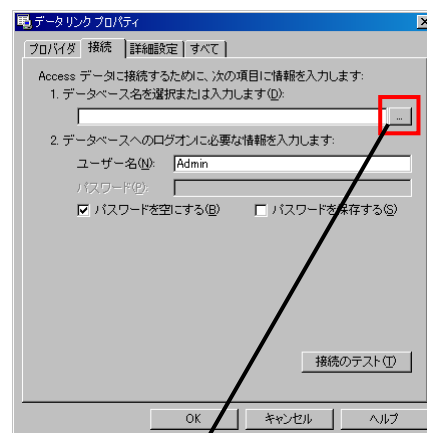 データ リンク プロパティ
プロバイダ 接続 詳細設定 すべて
Access データに接続するために、次の項目に情報を入力します:
1. データベース名を選択または入力します(D):
...
2. データベースへのログオンに必要な情報を入力します:
ユーザー名(N): Admin
パスワード(P):
パスワードを空にする(B) パスワードを保存する(S)
接続のテスト(T)
OK キャンセル ヘルプ